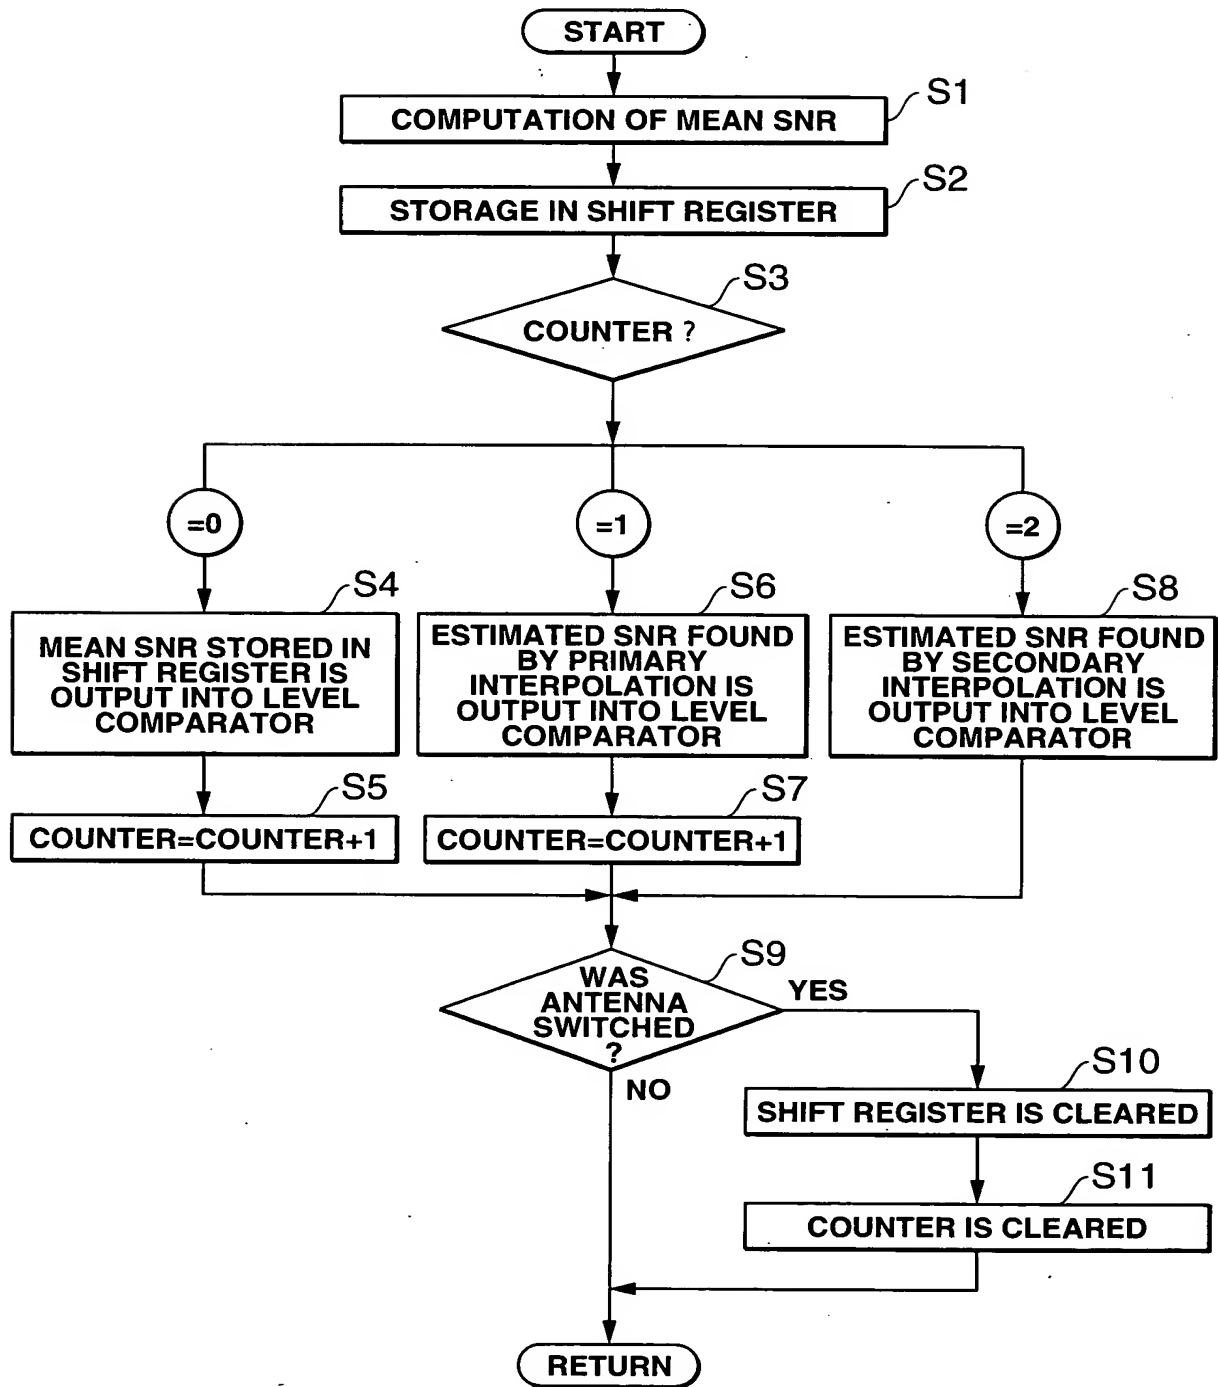 START
S1
COMPUTATION OF MEAN SNR
S2
STORAGE IN SHIFT REGISTER
S3
COUNTER ?
=0
=1
=2
S4
MEAN SNR STORED IN
SHIFT REGISTER IS
OUTPUT INTO LEVEL
COMPARATOR
S6
ESTIMATED SNR FOUND
BY PRIMARY
INTERPOLATION IS
OUTPUT INTO LEVEL
COMPARATOR
S8
ESTIMATED SNR FOUND
BY SECONDARY
INTERPOLATION IS
OUTPUT INTO LEVEL
COMPARATOR
S5
COUNTER=COUNTER+1
S7
COUNTER=COUNTER+1
S9
WAS
ANTENNA
SWITCHED
?
YES
NO
S10
SHIFT REGISTER IS CLEARED
S11
COUNTER IS CLEARED
RETURN